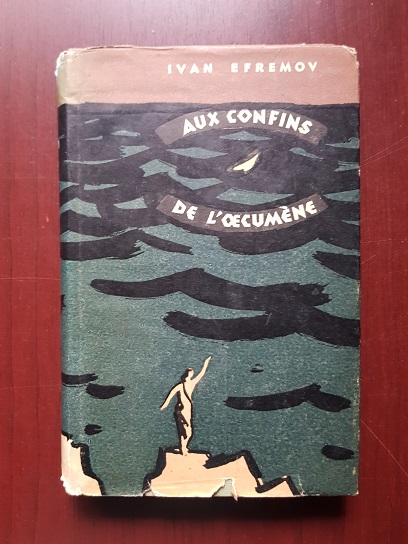 IVAN EFREMOV
AUX CONFINS
DE L'ŒCUMÈNE